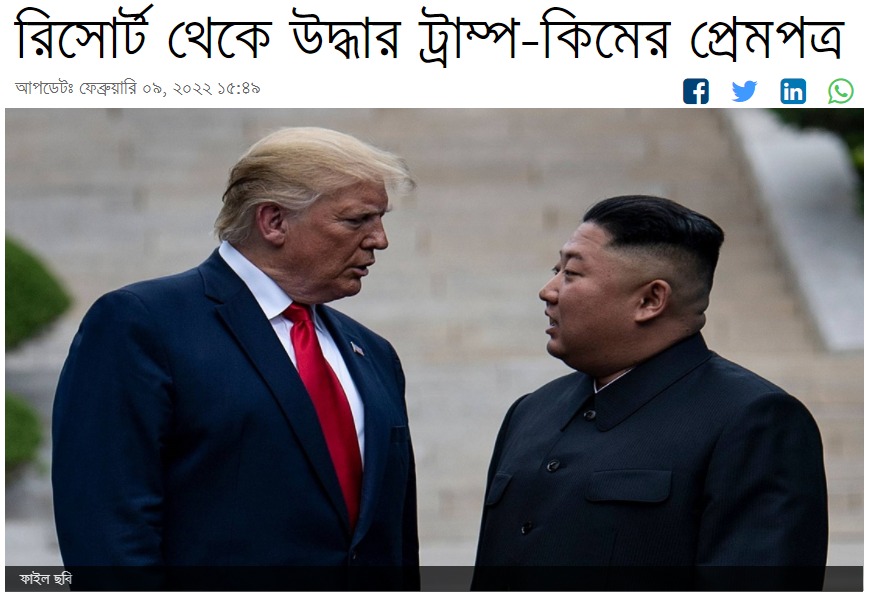 রিসোর্ট থেকে উদ্ধার ট্রাম্প-কিমের প্রেমপত্র
আপডেটঃ ফেব্রুয়ারি ০৯, ২০২২ ১৫:৪৯
ফাইল ছবি